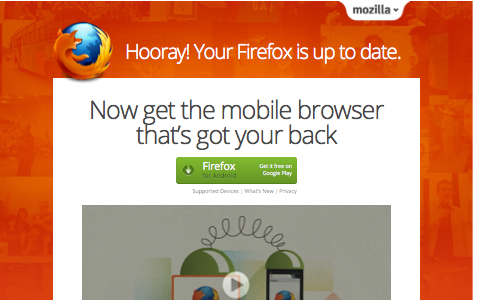 mozilla
Hooray! Your Firefox is up to date.
Now get the mobile browser
that's got your back
Firefox
for Android
Get it free on
Google Play
Supported Devices | What's New | Privacy